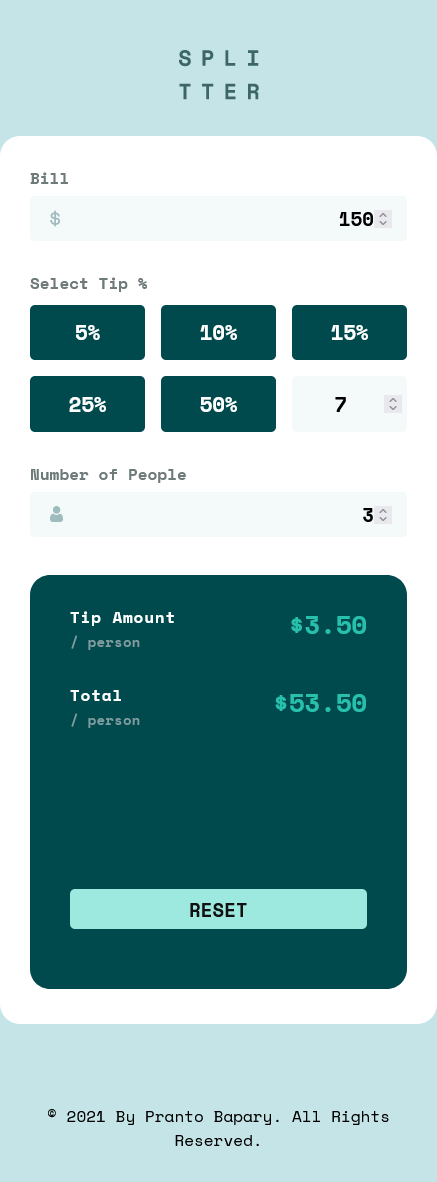 SPLI
TTER
Bill
$ 150
Select Tip %
5% 10% 15%
25% 50% 7
Number of People
3
Tip Amount $3.50
/ person
Total $53.50
/ person
RESET
© 2021 By Pranto Bapary. All Rights
Reserved.